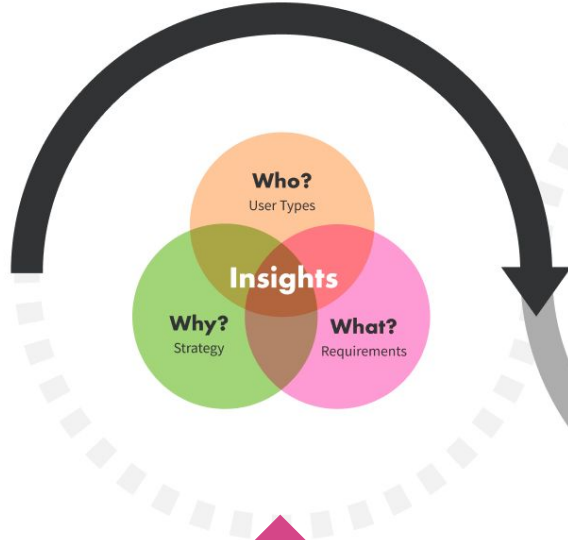 Who?
User Types
Insights
Why?
Strategy
What?
Requirements